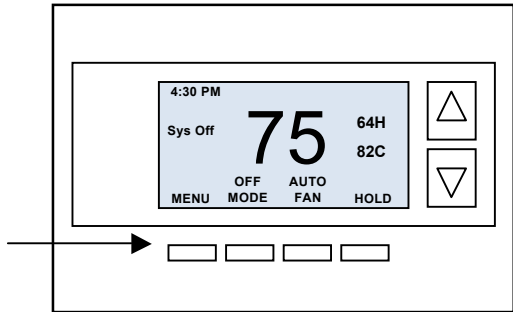 4:30 PM
Sys Off
75
64H
82C
OFF AUTO
MENU MODE FAN HOLD